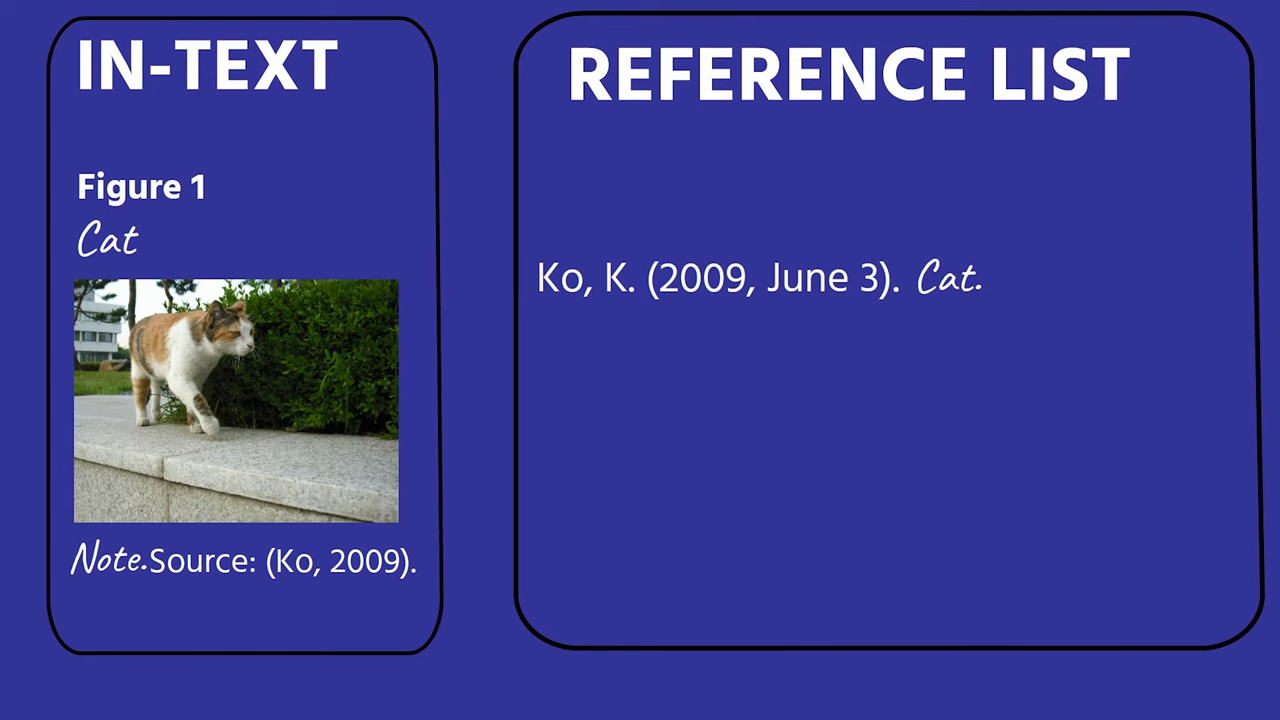 IN-TEXT
Figure 1
Cat
Note.Source: (Ko, 2009).
REFERENCE LIST
Ko, K. (2009, June 3). Cat.